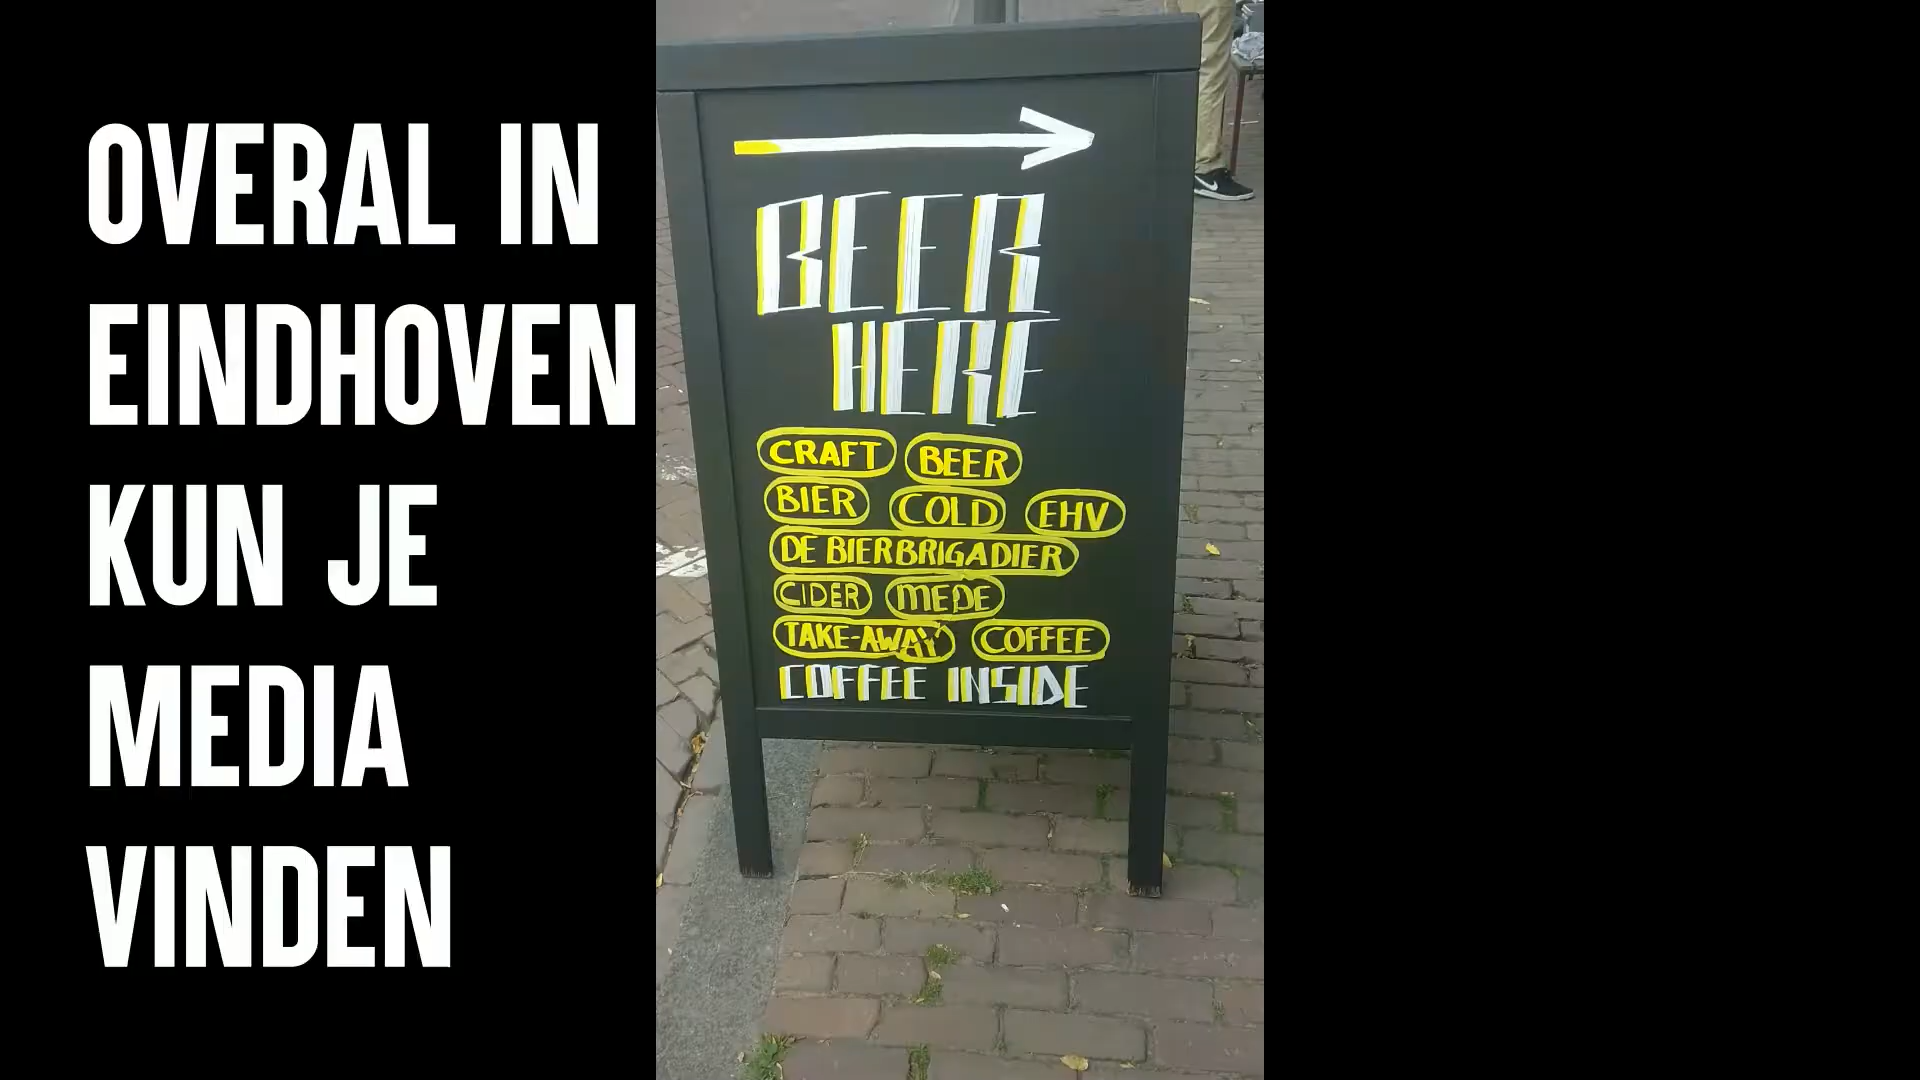 OVERAL IN
EINDHOVEN
KUN JE
MEDIA
VINDEN
BEER
HERE
CRAFT BEER
BIER COLD EHV
DE BIERBRIGADIER
CIDER MEDE
TAKE-AWAY COFFEE
COFFEE INSIDE